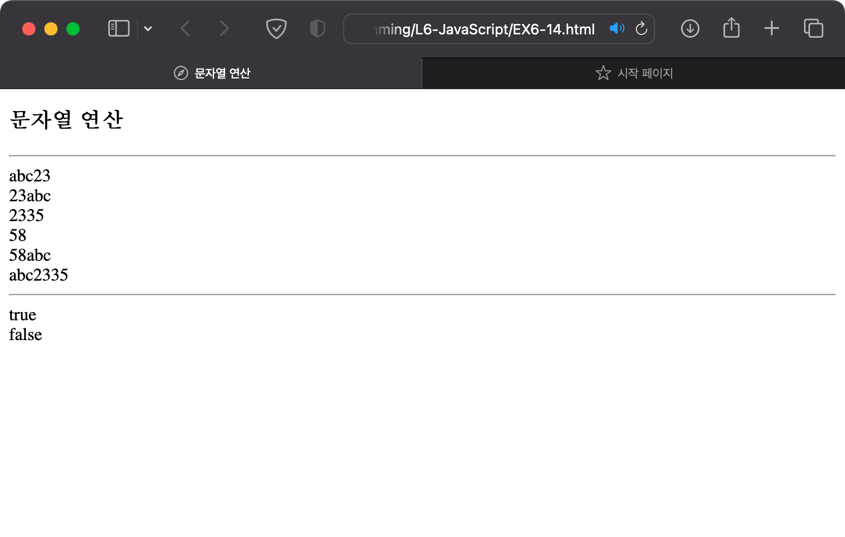 ming/L6-JavaScript/EX6-14.html
문자열 연산
시작 페이지
문자열 연산
abc23
23abc
2335
58
58abc
abc2335
true
false